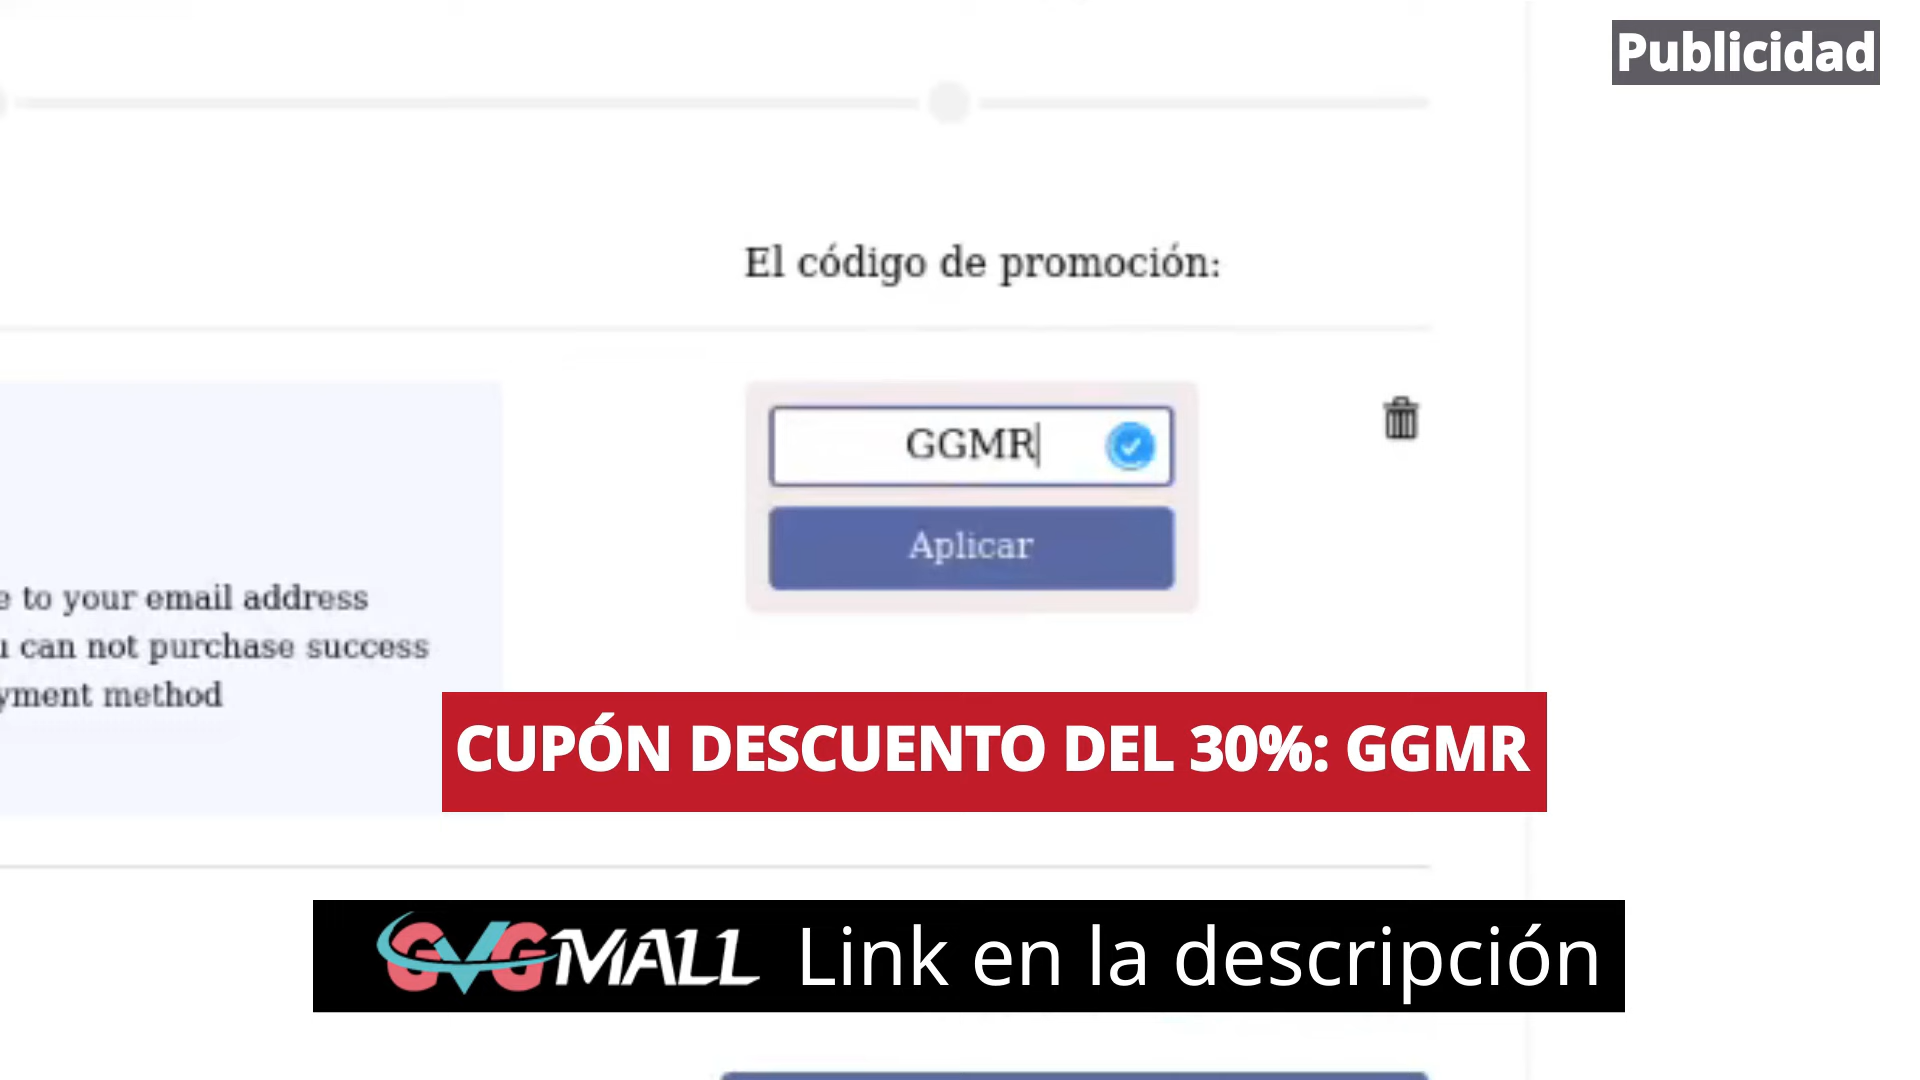 Publicidad
El código de promoción:
GGMR
Aplicar
to your email address
can not purchase success
method
CUPÓN DESCUENTO DEL 30%: GGMR
GVGMALL Link en la descripción